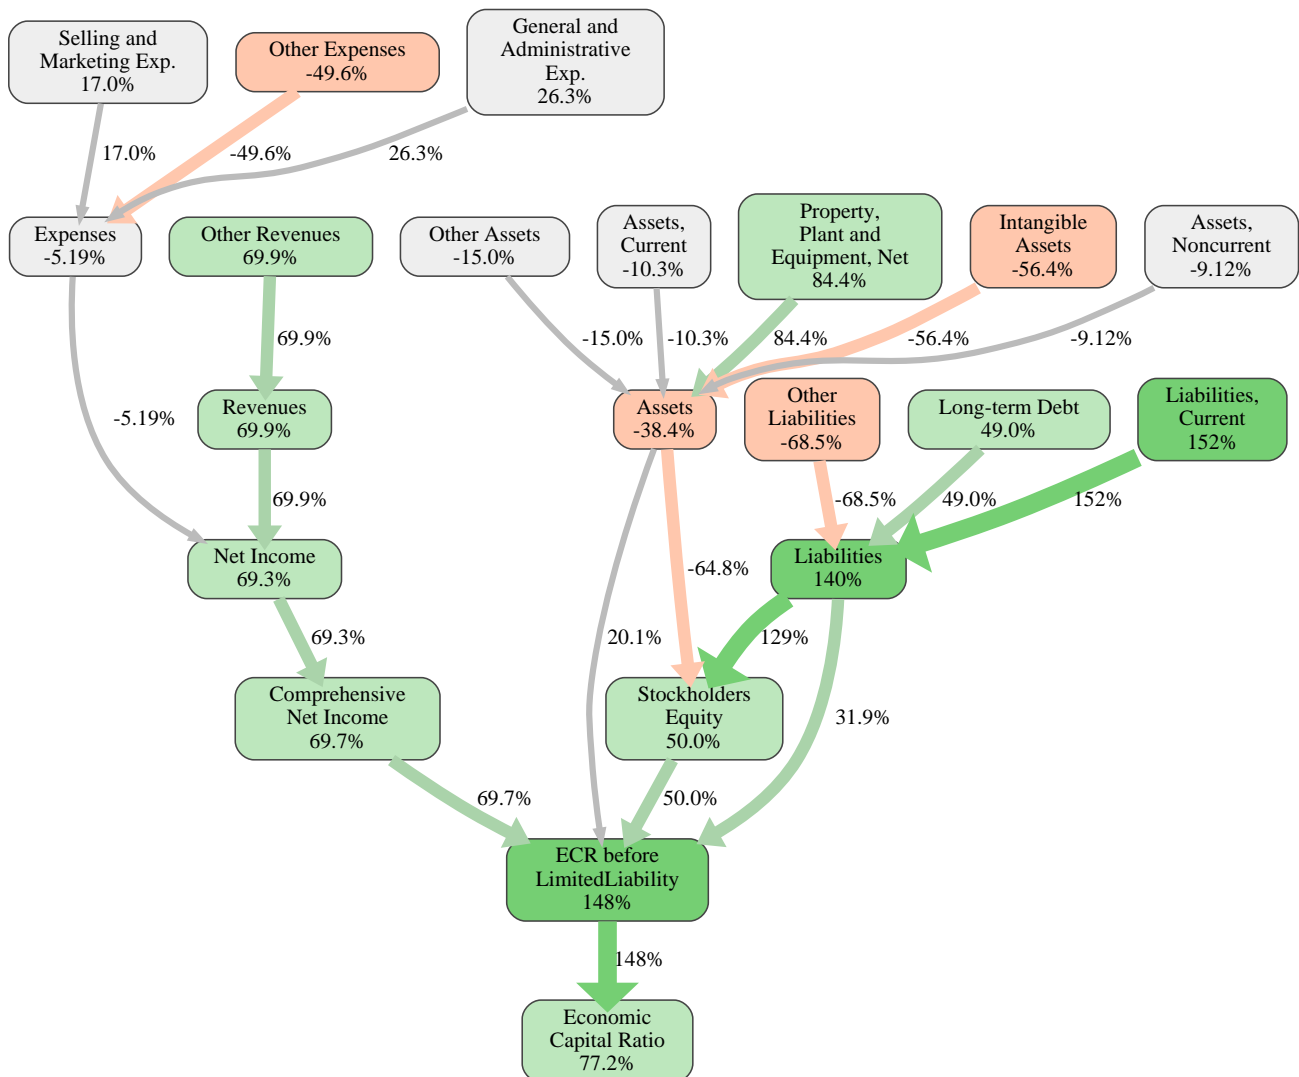 Selling and
Marketing Exp.
17.0%
Other Expenses
-49.6%
General and
Administrative
Exp.
26.3%
17.0%
-49.6%
26.3%
Expenses
-5.19%
Other Revenues
69.9%
Other Assets
-15.0%
Assets,
Current
-10.3%
Property,
Plant and
Equipment, Net
84.4%
Intangible
Assets
-56.4%
Assets,
Noncurrent
-9.12%
69.9%
-15.0%
-10.3%
84.4%
-56.4%
-9.12%
-5.19%
Revenues
69.9%
Assets
-38.4%
Other
Liabilities
-68.5%
Long-term Debt
49.0%
Liabilities,
Current
152%
69.9%
-68.5%
49.0%
152%
Net Income
69.3%
-64.8%
Liabilities
140%
69.3%
20.1%
129%
31.9%
Comprehensive
Net Income
69.7%
Stockholders
Equity
50.0%
69.7%
50.0%
ECR before
LimitedLiability
148%
148%
Economic
Capital Ratio
77.2%